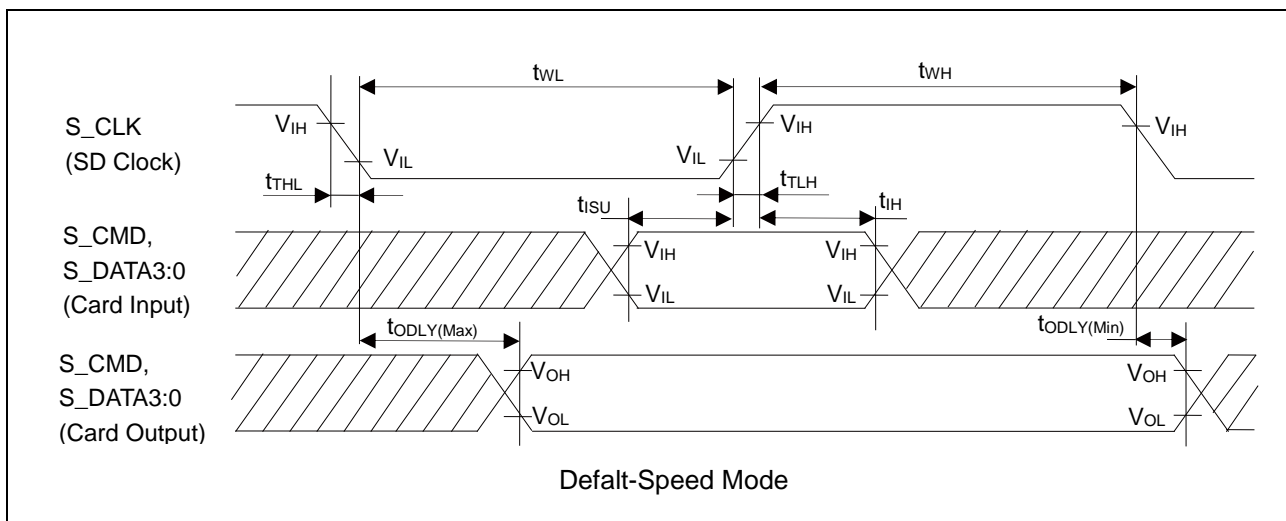 tWL
tWH
S_CLK
(SD Clock)
VIH
VIL
VIL
VIH
VIH
tTHL
tTLH
tISU
tIH
S_CMD,
S_DATA3:0
(Card Input)
VIH
VIL
VIH
VIL
tODLY(Max)
tODLY(Min)
S_CMD,
S_DATA3:0
(Card Output)
VOH
VOL
VOH
VOL
Defalt-Speed Mode